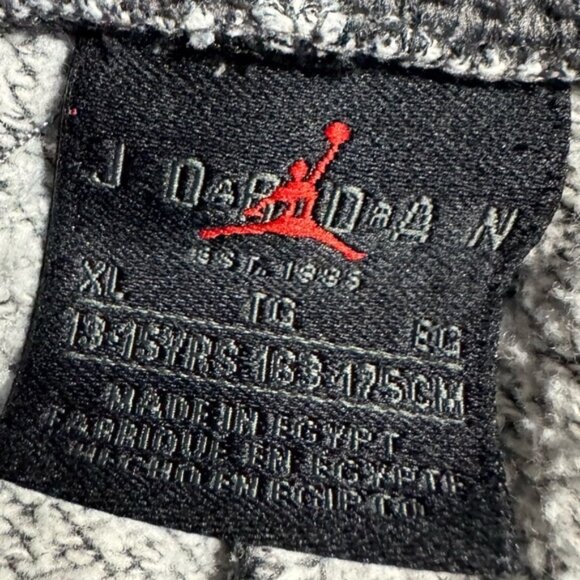 JORDAN
EST. 1985
XL TG EG
13-15YRS-163-175CM
MADE IN EGYPT
FABRIQUE EN EGYPTE
HECHO EN EGIPTO